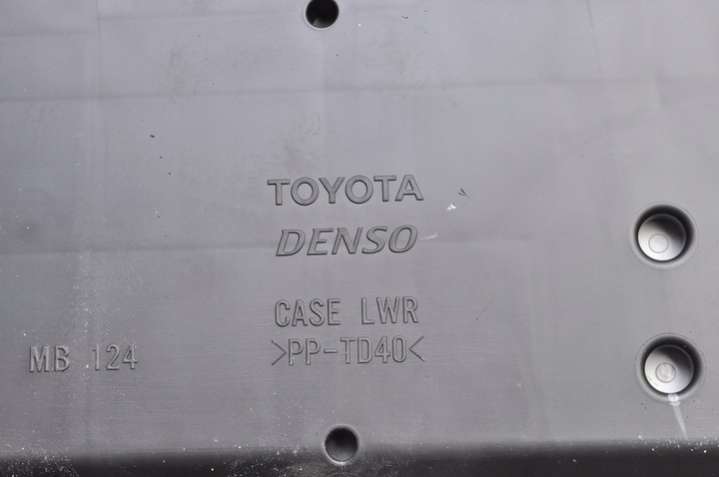 TOYOTA
DENSO
CASE LWR
MB 124
>PP-TD40<